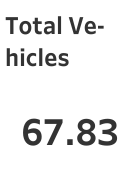 Total Ve-
hicles
67.83